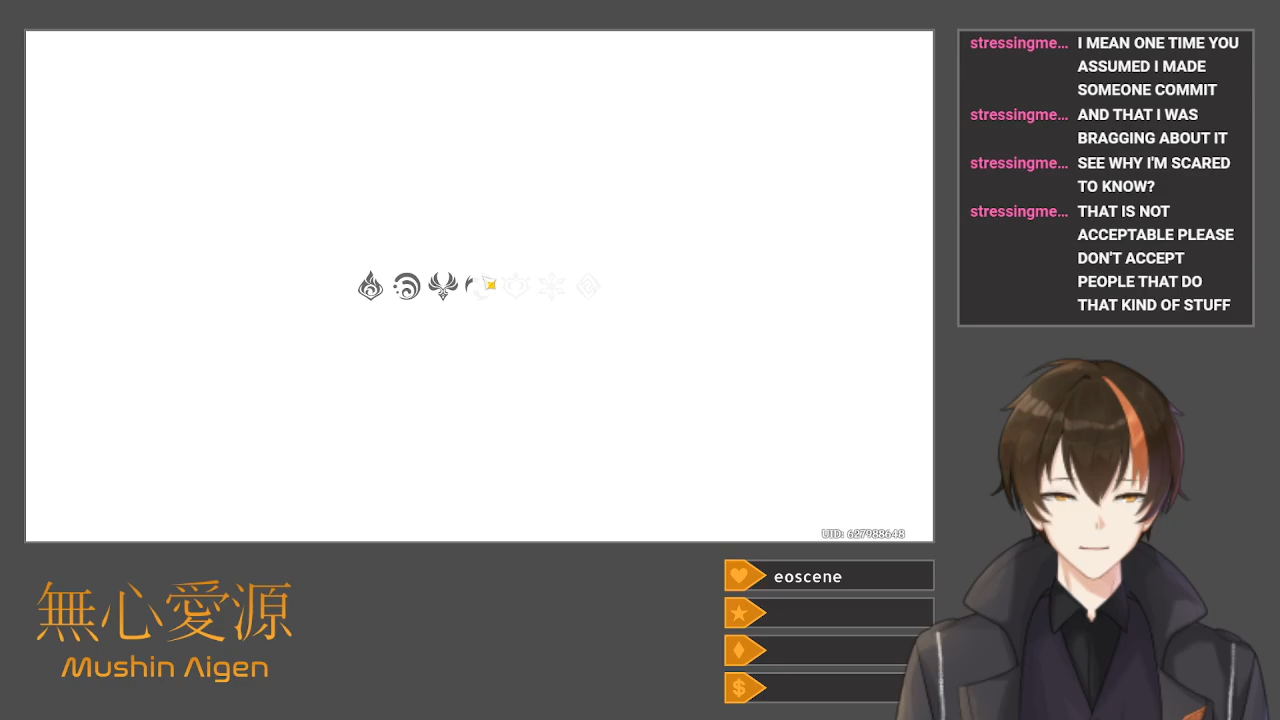 stressingme... I MEAN ONE TIME YOU
ASSUMED I MADE
SOMEONE COMMIT
stressingme... AND THAT I WAS
BRAGGING ABOUT IT
stressingme... SEE WHY I'M SCARED
TO KNOW?
stressingme... THAT IS NOT
ACCEPTABLE PLEASE
DON'T ACCEPT
PEOPLE THAT DO
THAT KIND OF STUFF
UID: 627988648
eoscene
無心愛源
Mushin Aigen